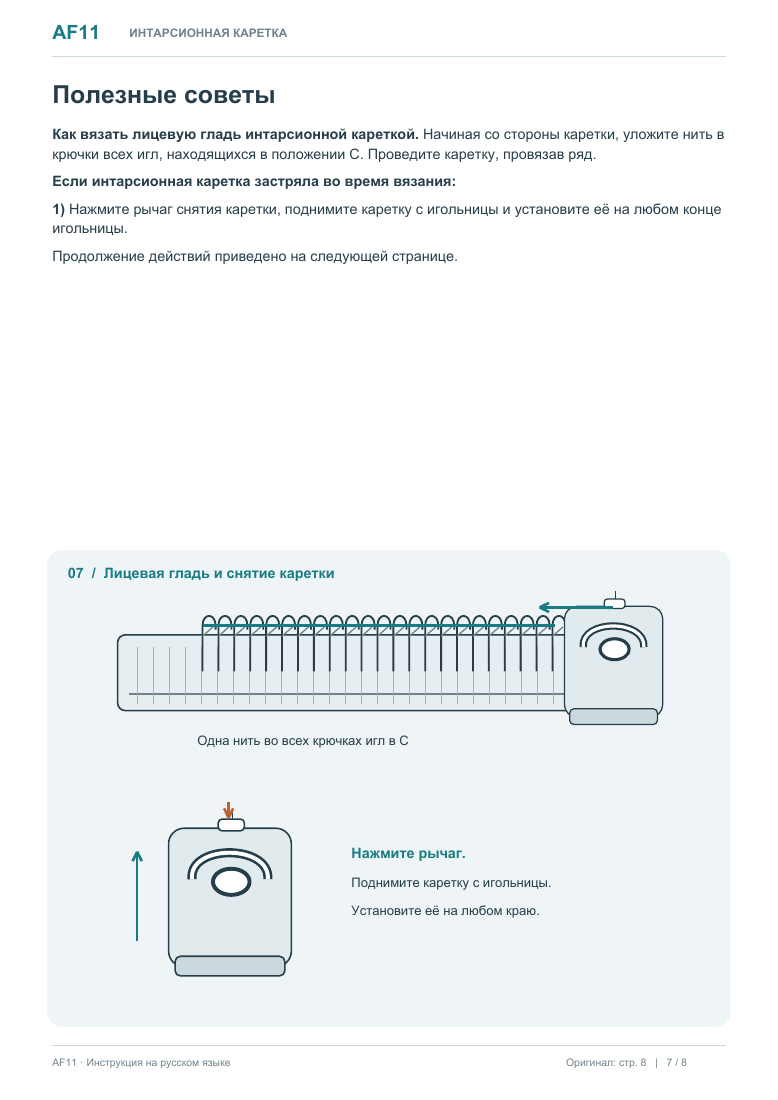 AF11 ИНТАРСИОННАЯ КАРЕТКА
Полезные советы
Как вязать лицевую гладь интарсионной кареткой. Начиная со стороны каретки, уложите нить в
крючки всех игл, находящихся в положении С. Проведите каретку, провязав ряд.
Если интарсионная каретка застряла во время вязания:
1) Нажмите рычаг снятия каретки, поднимите каретку с игольницы и установите её на любом конце
игольницы.
Продолжение действий приведено на следующей странице.
07 / Лицевая гладь и снятие каретки
Одна нить во всех крючках игл в С
Нажмите рычаг.
Поднимите каретку с игольницы.
Установите её на любом краю.
AF11 · Инструкция на русском языке
Оригинал: стр. 8 | 7 / 8